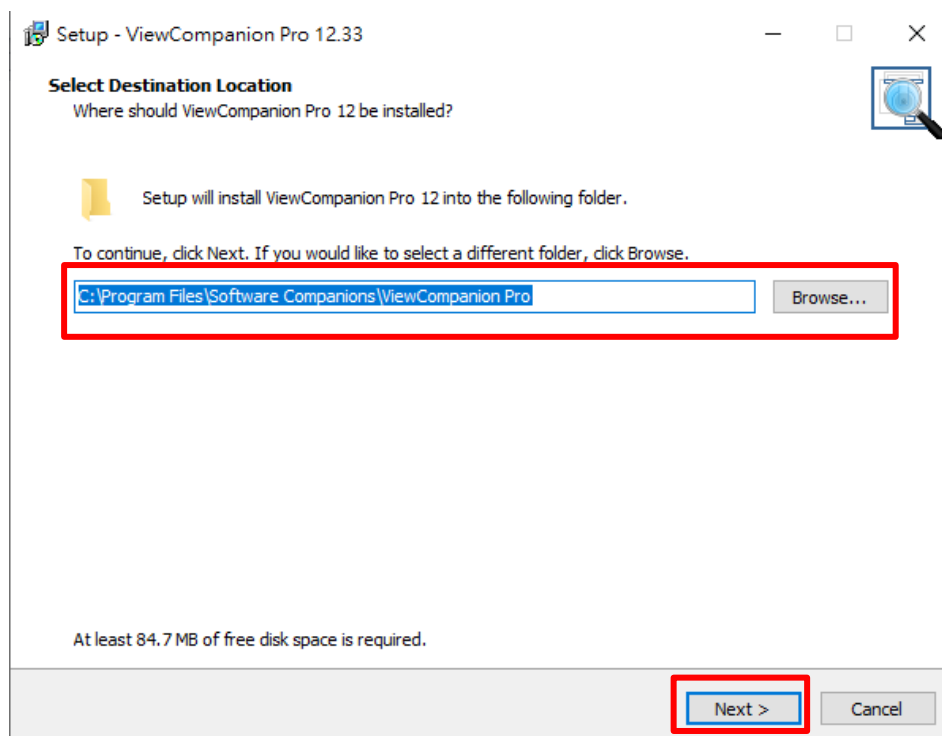 Setup - ViewCompanion Pro 12.33
Select Destination Location
Where should ViewCompanion Pro 12 be installed?
Setup will install ViewCompanion Pro 12 into the following folder.
To continue, click Next. If you would like to select a different folder, click Browse.
C:\Program Files\Software Companions\ViewCompanion Pro
Browse...
At least 84.7 MB of free disk space is required.
Next >
Cancel